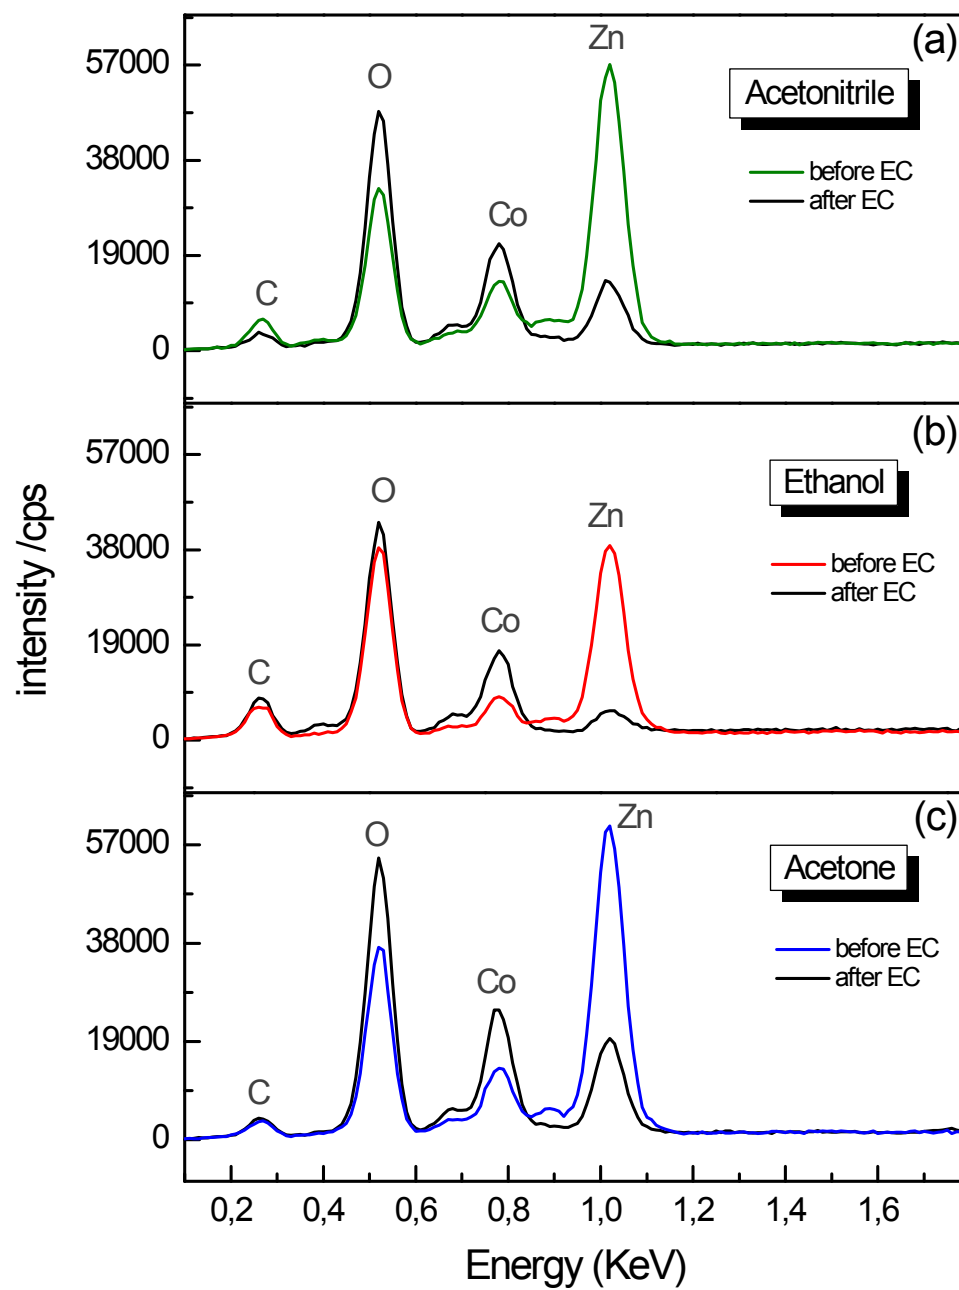 (a)
Zn
57000
O
Acetonitrile
38000
before EC
after EC
Co
19000
C
0
(b)
57000
O
Ethanol
Zn
38000
before EC
after EC
Co
19000
C
0
intensity /cps
(c)
Zn
57000
O
Acetone
38000
before EC
after EC
Co
19000
C
0
0,2 0,4 0,6 0,8 1,0 1,2 1,4 1,6
Energy (KeV)